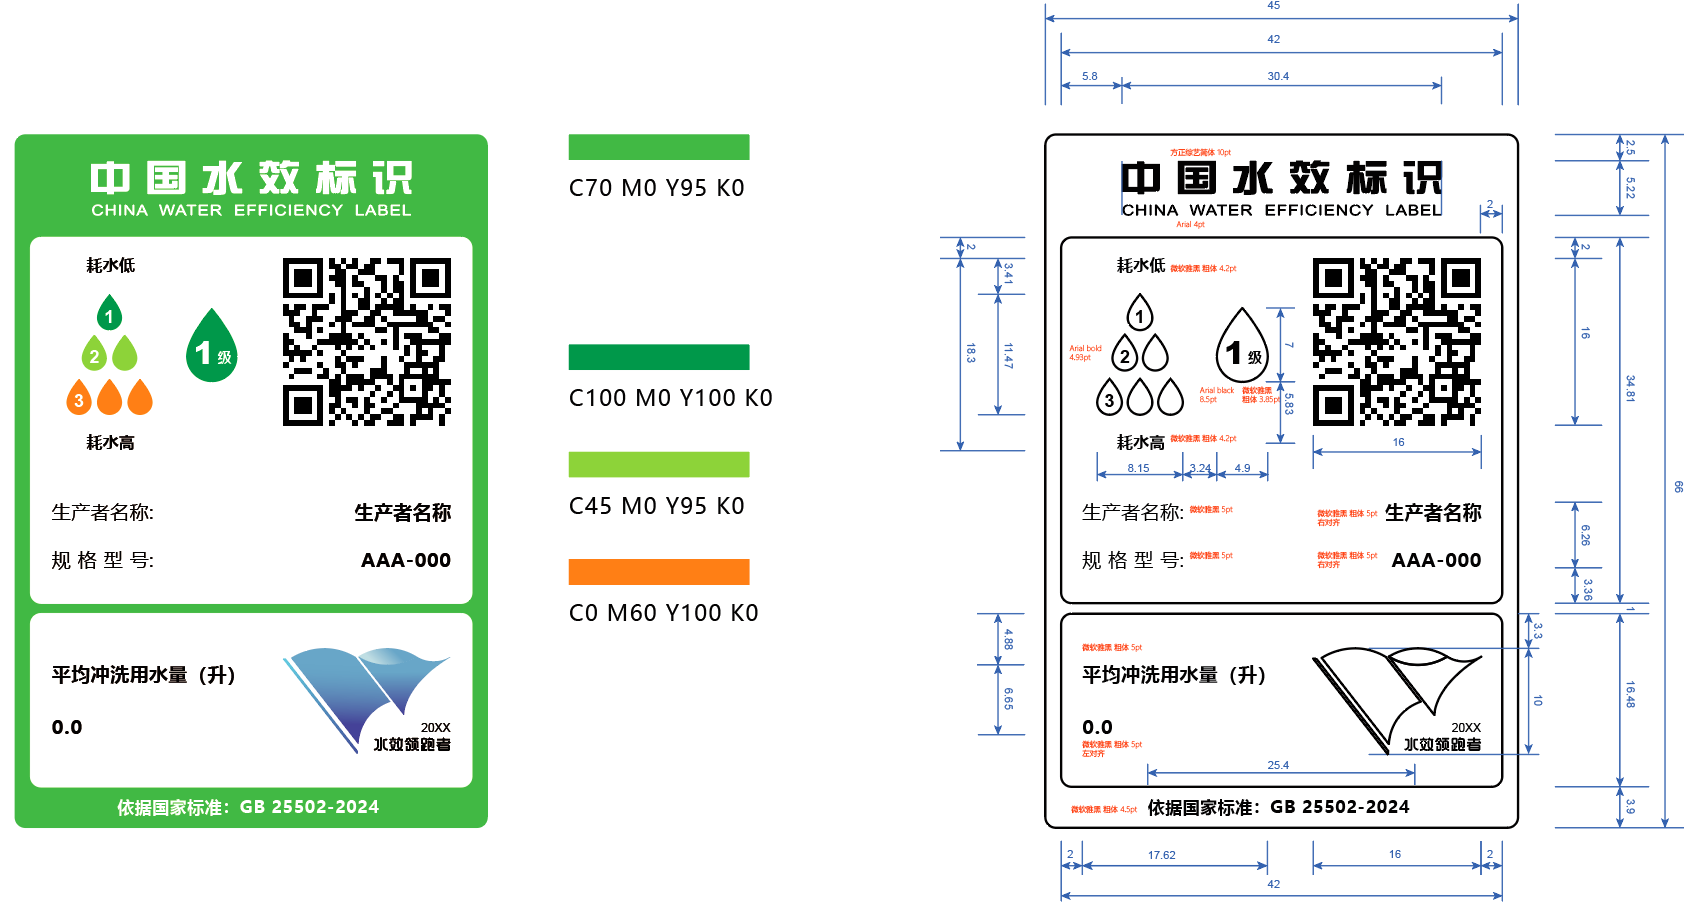 中国水效标识
CHINA WATER EFFICIENCY LABEL
耗水低
1
2
3
1级
耗水高
生产者名称: 生产者名称
规格型号: AAA-000
平均冲洗用水量（升）
0.0
20XX
水效领跑者
依据国家标准：GB 25502-2024
C70 M0 Y95 K0
C100 M0 Y100 K0
C45 M0 Y95 K0
C0 M60 Y100 K0
45
42
5.8 30.4
方正综艺简体 10pt
中国水效标识
CHINA WATER EFFICIENCY LABEL
Arial 4pt
2
2.5
5.22
66
2
3.41
18.3
11.47
耗水低 微软雅黑 粗体 4.2pt
1
2
3
Arial bold
4.93pt
1级
7
5.83
Arial black
8.5pt
微软雅黑
粗体 3.85pt
耗水高 微软雅黑 粗体 4.2pt
8.15 3.24 4.9
16
2
16
34.81
生产者名称: 微软雅黑 5pt
微软雅黑 粗体 5pt
右对齐
生产者名称
规格型号: 微软雅黑 5pt
微软雅黑 粗体 5pt
右对齐
AAA-000
6.26
3.36
1
4.88
6.65
微软雅黑 粗体 5pt
平均冲洗用水量（升）
0.0
微软雅黑 粗体 5pt
左对齐
20XX
水效领跑者
3.3
10
16.48
25.4
微软雅黑 粗体 4.5pt
依据国家标准：GB 25502-2024
3.9
2 17.62 16 2
42